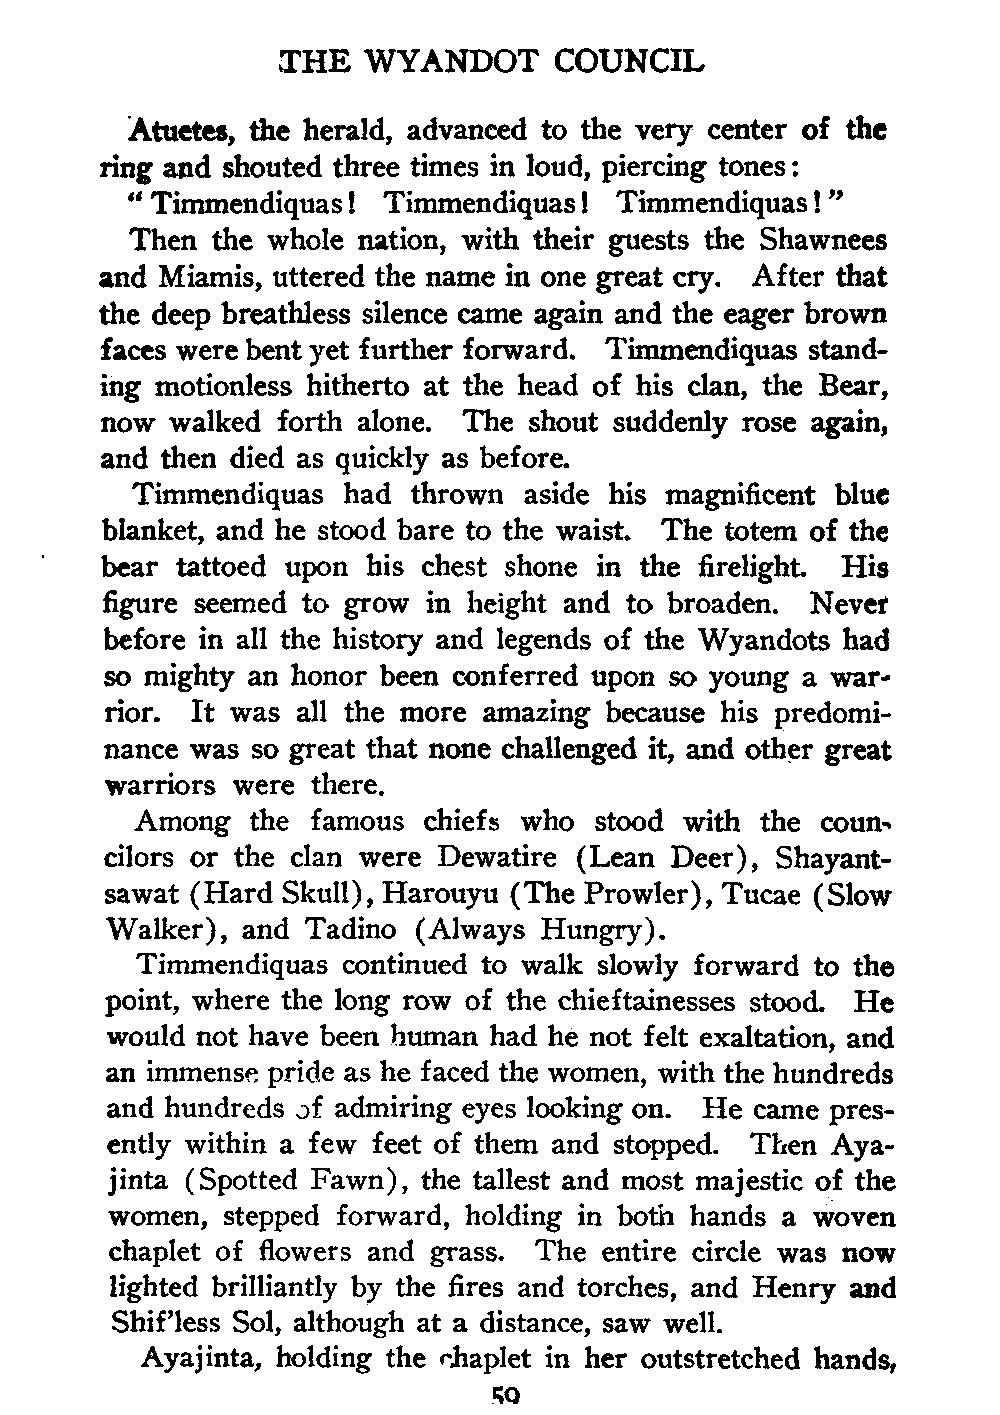 THE WYANDOT COUNCIL
Atuetes, the herald, advanced to the very center of the
ring and shouted three times in loud, piercing tones:
“Timmendiquas! Timmendiquas! Timmendiquas!”
Then the whole nation, with their guests the Shawnees
and Miamis, uttered the name in one great cry. After that
the deep breathless silence came again and the eager brown
faces were bent yet further forward. Timmendiquas stand-
ing motionless hitherto at the head of his clan, the Bear,
now walked forth alone. The shout suddenly rose again,
and then died as quickly as before.
Timmendiquas had thrown aside his magnificent blue
blanket, and he stood bare to the waist. The totem of the
bear tattoed upon his chest shone in the firelight. His
figure seemed to grow in height and to broaden. Never
before in all the history and legends of the Wyandots had
so mighty an honor been conferred upon so young a war-
rior. It was all the more amazing because his predomi-
nance was so great that none challenged it, and other great
warriors were there.
Among the famous chiefs who stood with the coun-
cilors or the clan were Dewatire (Lean Deer), Shayant-
sawat (Hard Skull), Harouyu (The Prowler), Tucae (Slow
Walker), and Tadino (Always Hungry).
Timmendiquas continued to walk slowly forward to the
point, where the long row of the chieftainesses stood. He
would not have been human had he not felt exaltation, and
an immense pride as he faced the women, with the hundreds
and hundreds of admiring eyes looking on. He came pres-
ently within a few feet of them and stopped. Then Aya-
jinta (Spotted Fawn), the tallest and most majestic of the
women, stepped forward, holding in both hands a woven
chaplet of flowers and grass. The entire circle was now
lighted brilliantly by the fires and torches, and Henry and
Shif'less Sol, although at a distance, saw well.
Ayajinta, holding the chaplet in her outstretched hands,
59